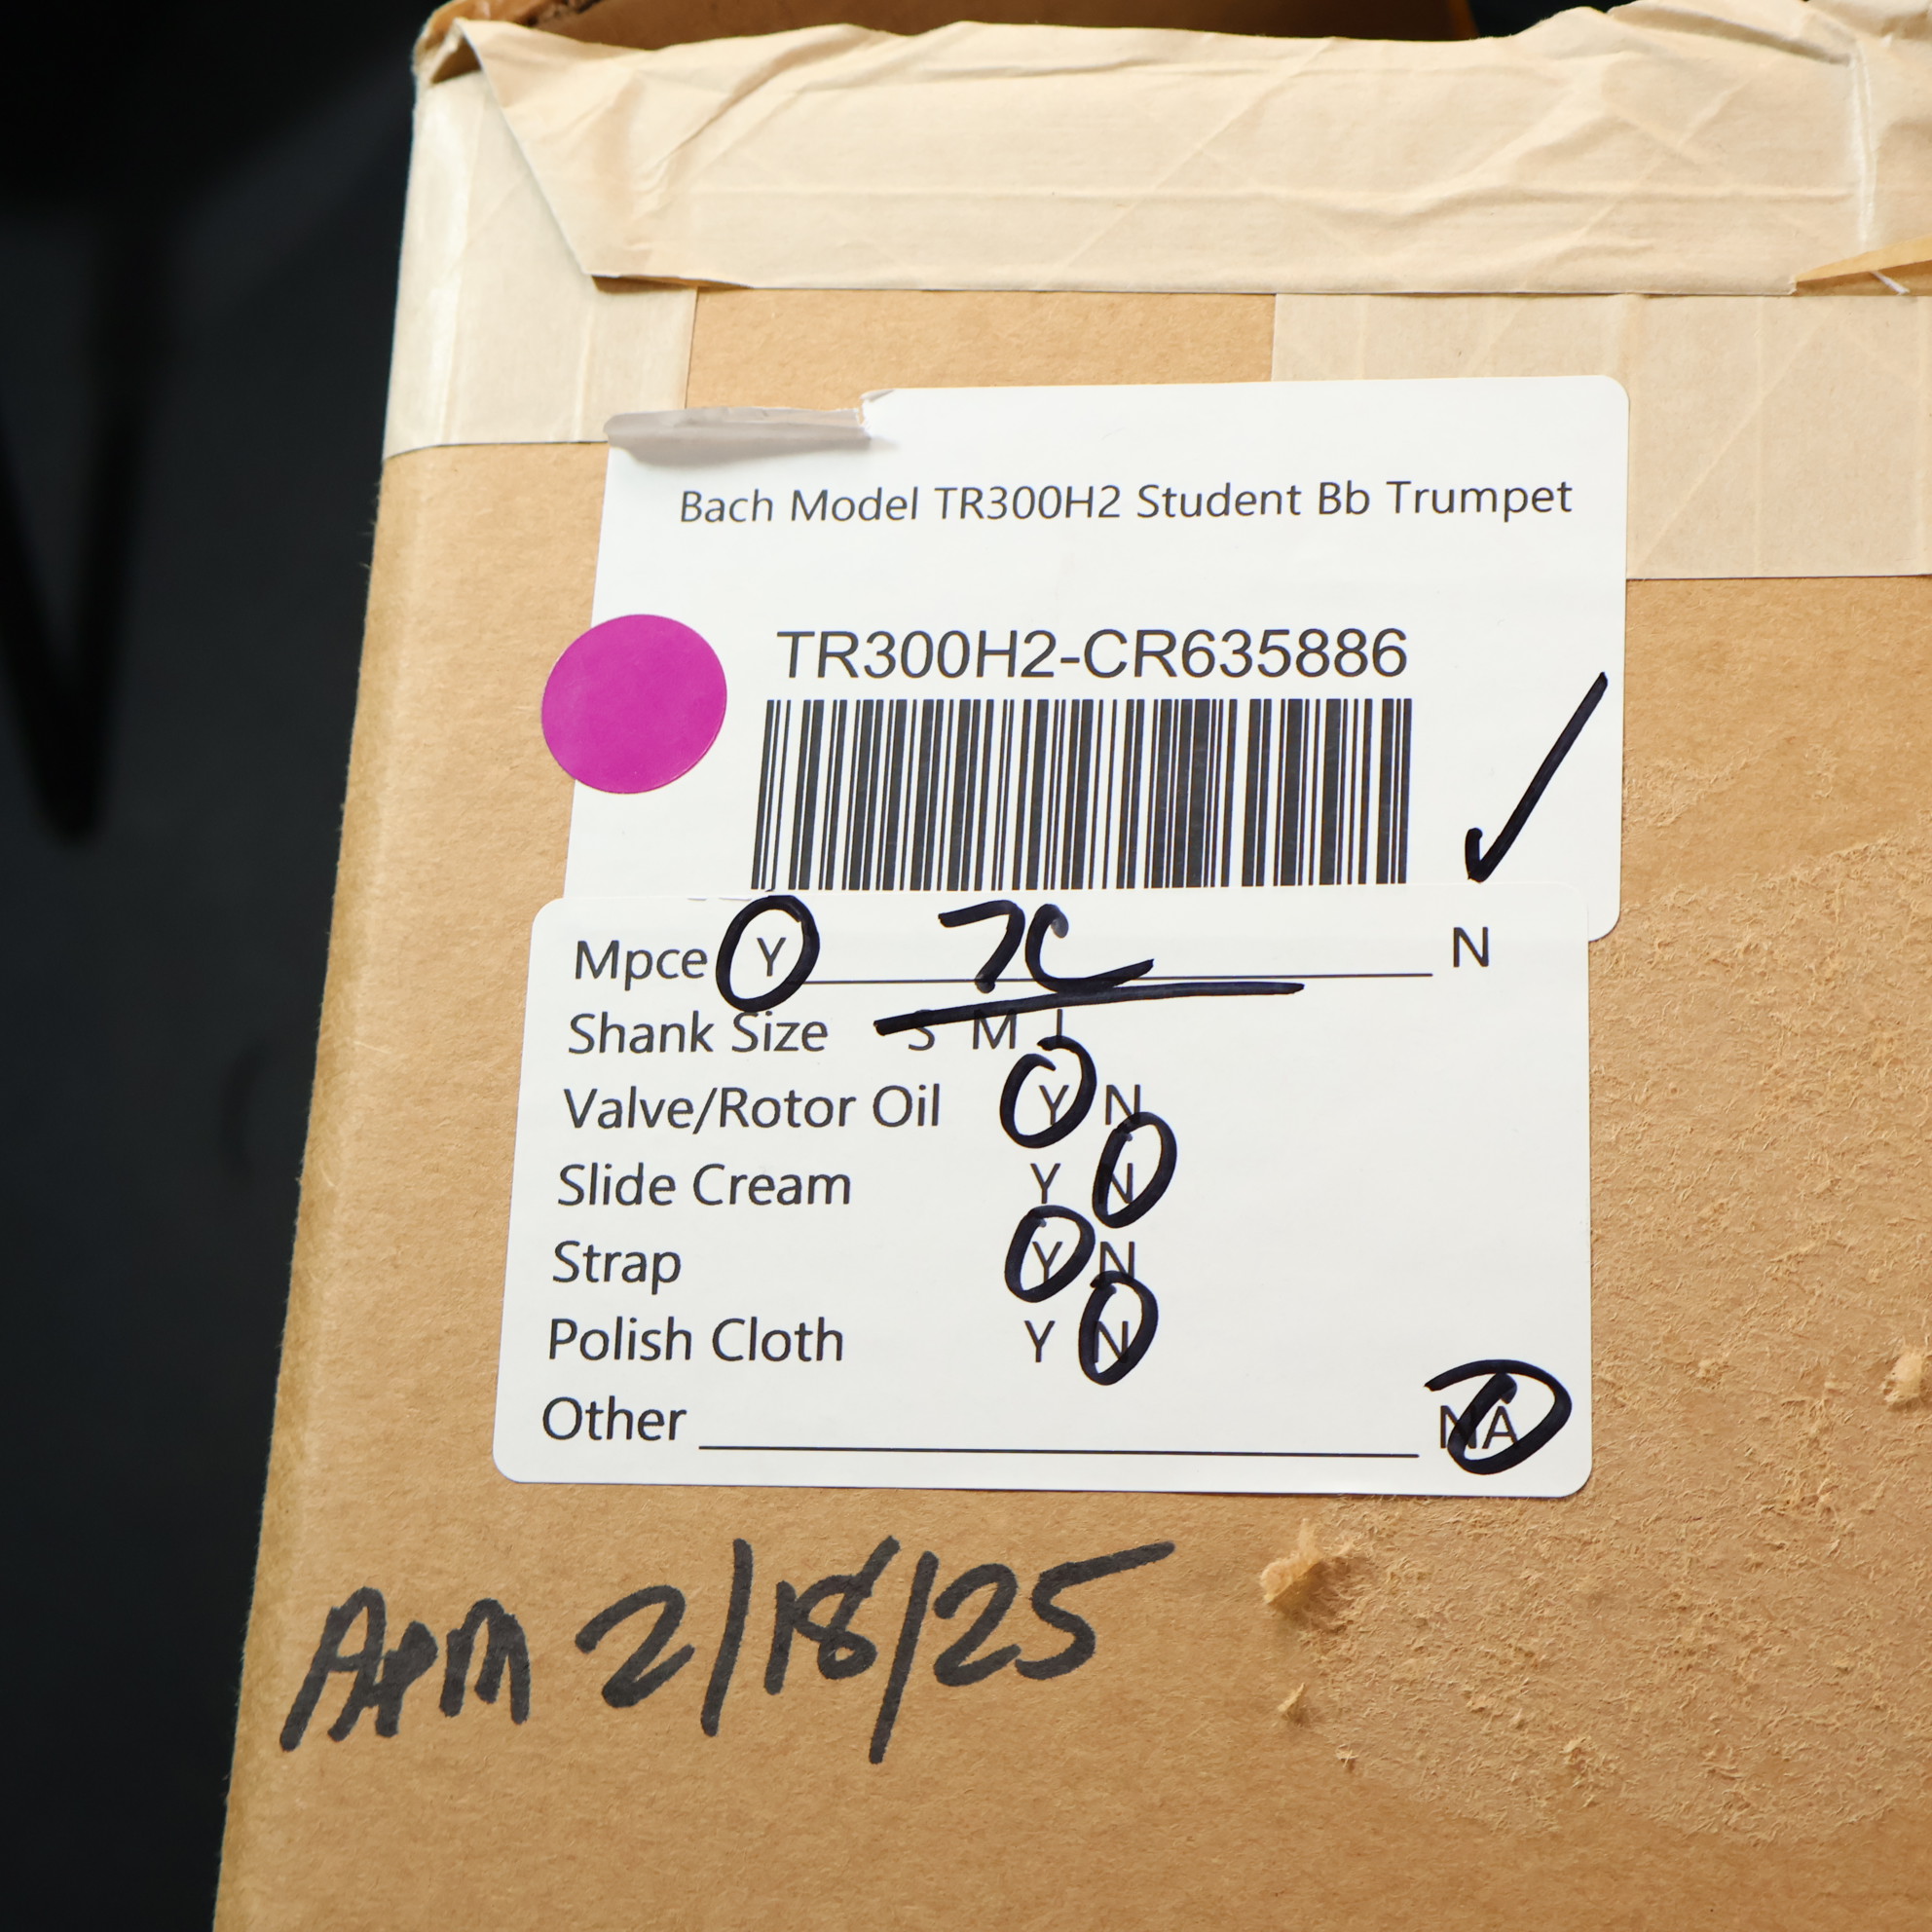 Bach Model TR300H2 Student Bb Trumpet
TR300H2-CR635886
Mpce Y 7C N
Shank Size S M L
Valve/Rotor Oil Y N
Slide Cream Y N
Strap Y N
Polish Cloth Y N
Other NA
2/18/25